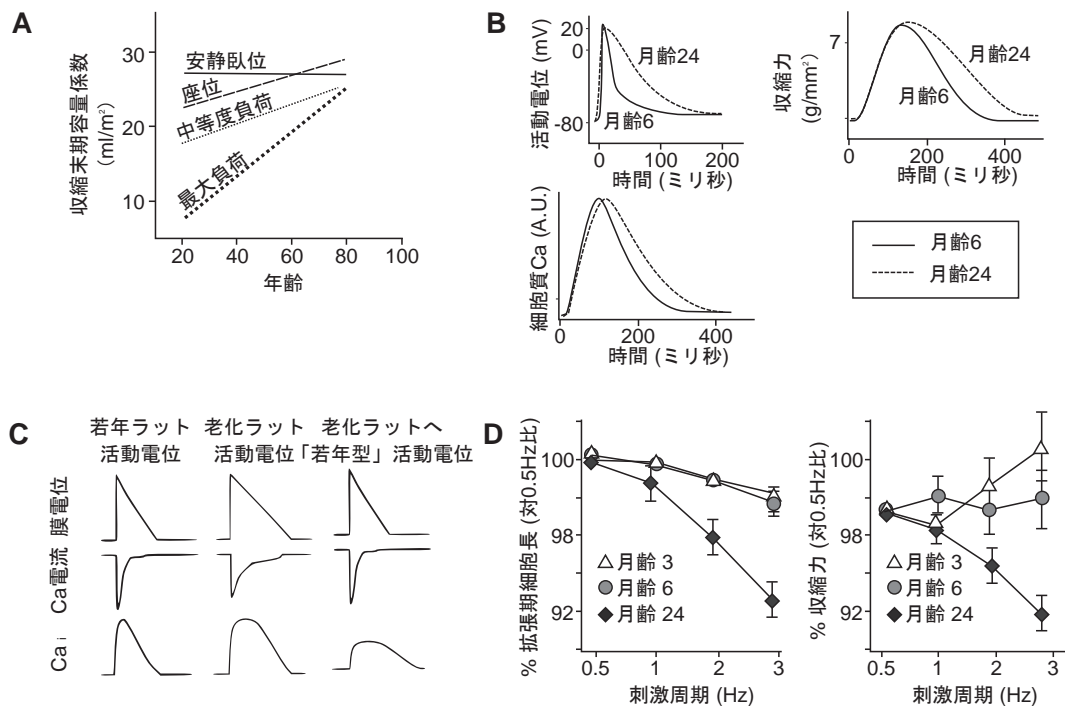 A
収縮末期容量係数
(ml/m²)
30
20
10
安静臥位
座位
中等度負荷
最大負荷
20 40 60 80 100
年齢
B
活動電位 (mV)
20
0
-80
月齢24
月齢6
0 100 200
時間 (ミリ秒)
収縮力
(g/mm²)
7
月齢24
月齢6
0 200 400
時間 (ミリ秒)
細胞質Ca (A.U.)
0 200 400
時間 (ミリ秒)
月齢6
月齢24
C
若年ラット
活動電位
老化ラット
活動電位
老化ラットへ
「若年型」活動電位
膜電位
Ca電流
Ca i
D
% 拡張期細胞長 (対0.5Hz比)
100
98
92
月齢 3
月齢 6
月齢 24
0.5 1 2 3
刺激周期 (Hz)
% 収縮力 (対0.5Hz比)
100
98
92
月齢 3
月齢 6
月齢 24
0.5 1 2 3
刺激周期 (Hz)